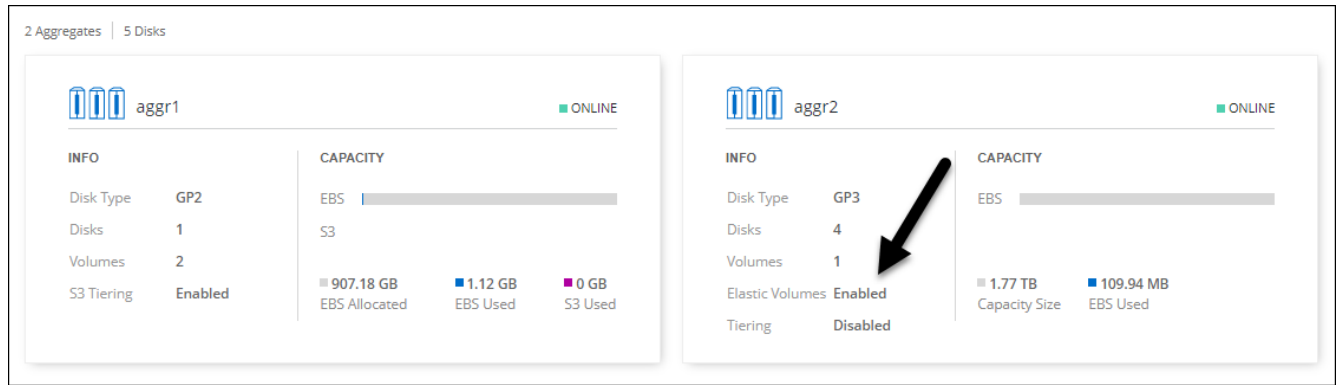 2 Aggregates | 5 Disks
aggr1
ONLINE
INFO
Disk Type GP2
Disks 1
Volumes 2
S3 Tiering Enabled
CAPACITY
EBS
S3
907.18 GB 1.12 GB 0 GB
EBS Allocated EBS Used S3 Used
aggr2
ONLINE
INFO
Disk Type GP3
Disks 4
Volumes 1
Elastic Volumes Enabled
Tiering Disabled
CAPACITY
EBS
1.77 TB 109.94 MB
Capacity Size EBS Used